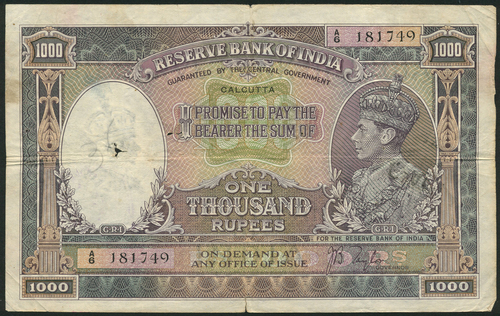 1000
RESERVE BANK OF INDIA
A/6 181749
1000
GUARANTEED BY THE CENTRAL GOVERNMENT
CALCUTTA
I PROMISE TO PAY THE
BEARER THE SUM OF
ONE
THOUSAND
RUPEES
G·R·I
G·R·I
FOR THE RESERVE BANK OF INDIA
A/6 181749
ON DEMAND AT
ANY OFFICE OF ISSUE
GOVERNOR
1000
1000